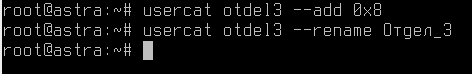 root@astra:~# usercat otdel3 --add 0x8
root@astra:~# usercat otdel3 --rename Отдел_3
root@astra:~#